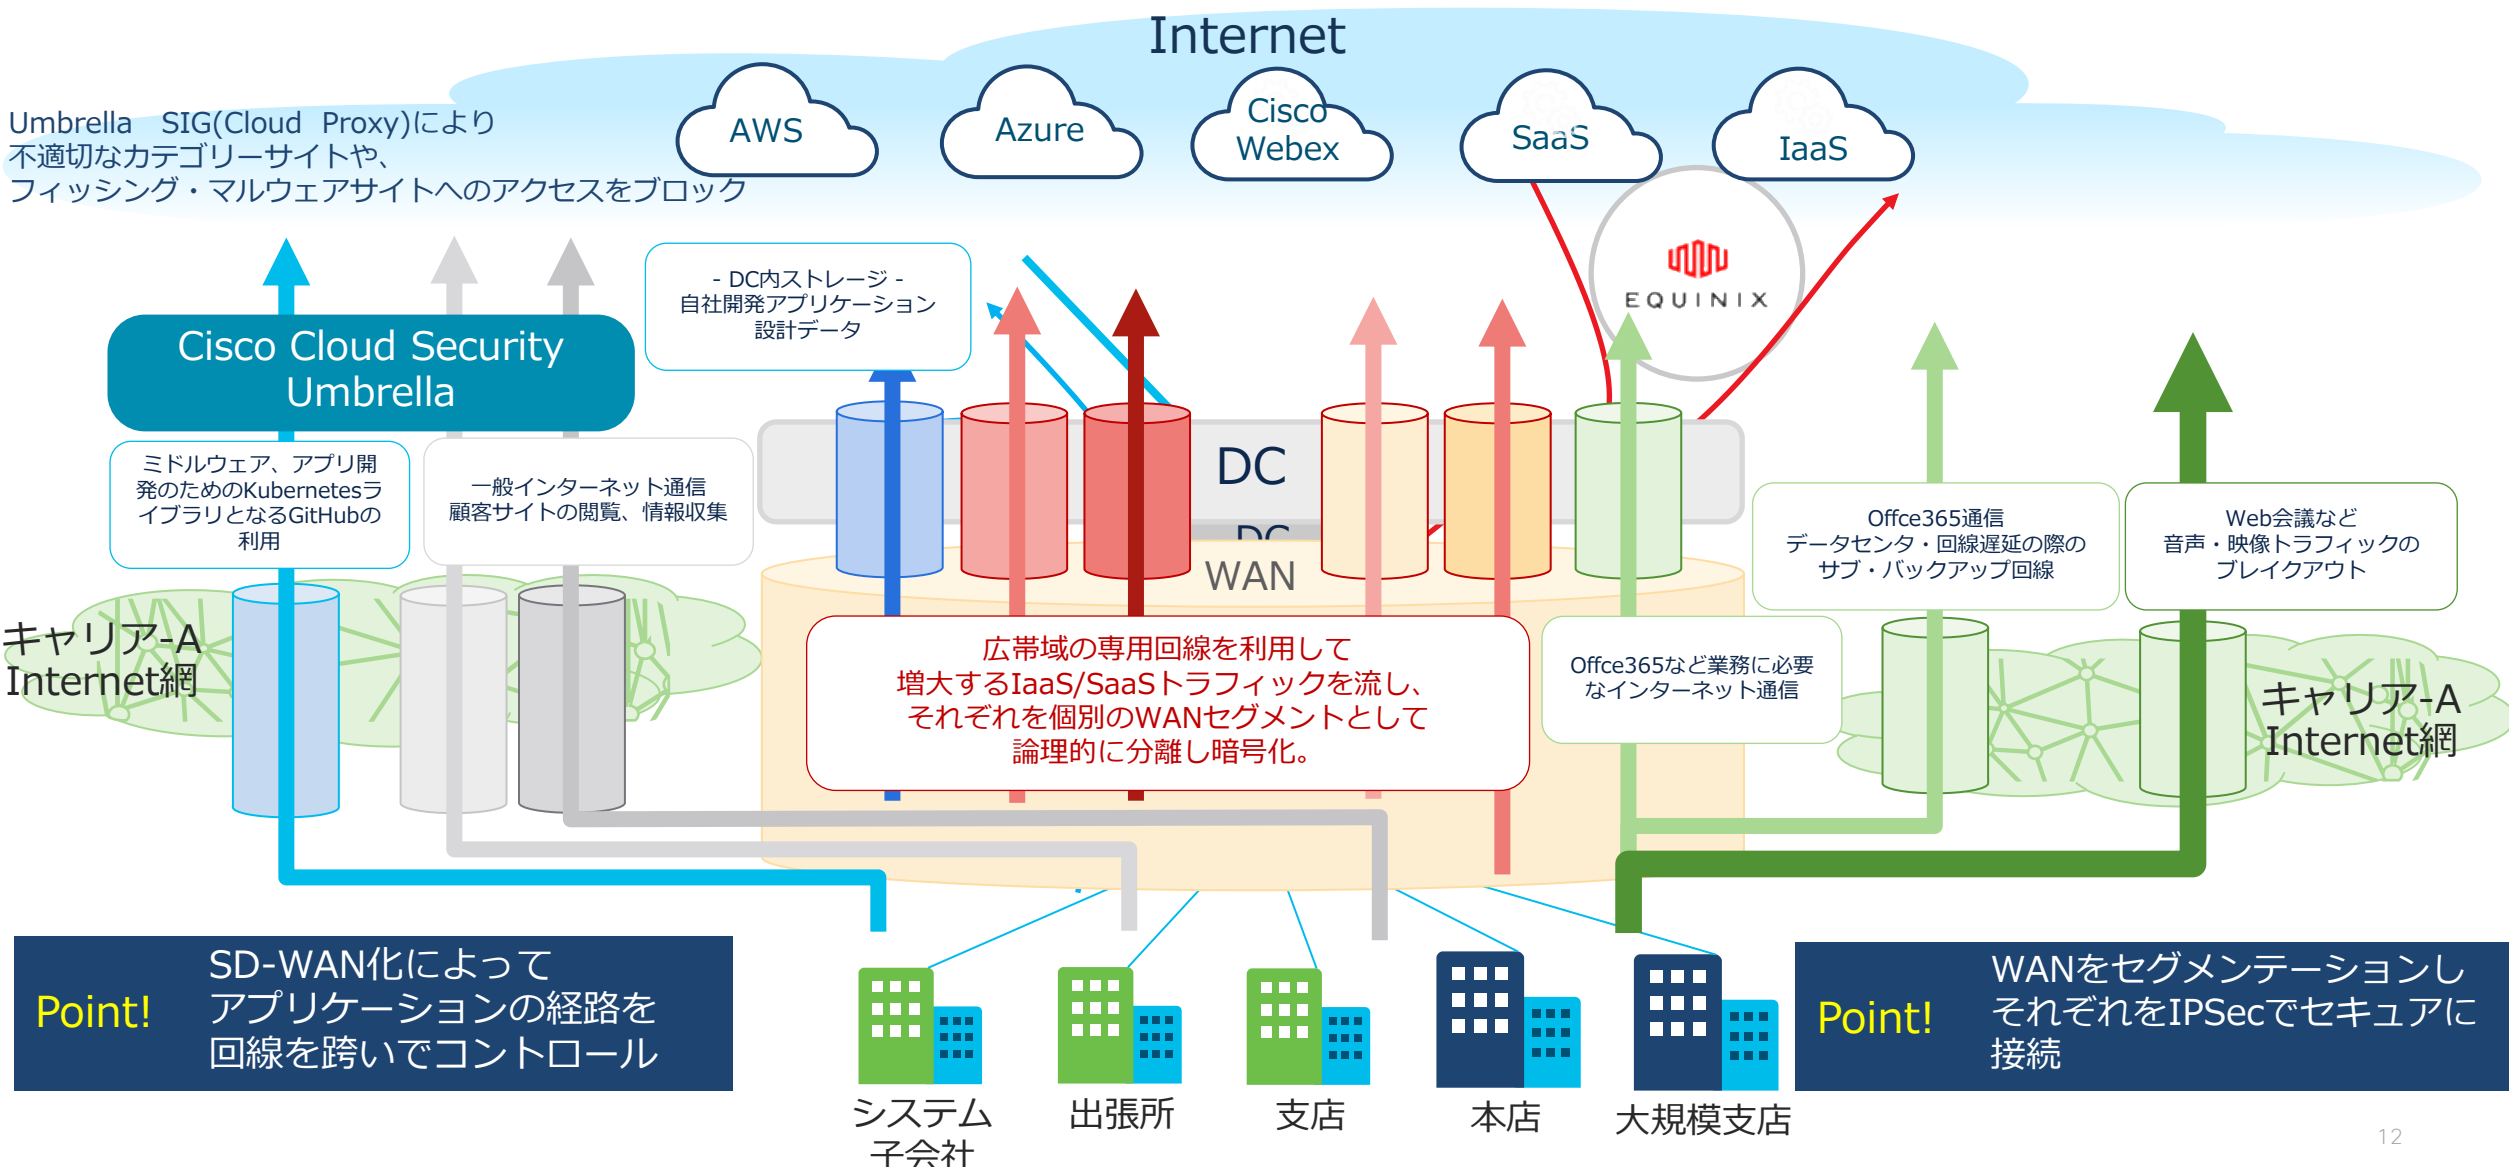 Internet
AWS
Azure
Cisco
Webex
SaaS
IaaS
Umbrella　SIG(Cloud　Proxy)により
不適切なカテゴリーサイトや、
フィッシング・マルウェアサイトへのアクセスをブロック
EQUINIX
- DC内ストレージ -
自社開発アプリケーション
設計データ
Cisco Cloud Security
Umbrella
ミドルウェア、アプリ開
発のためのKubernetesラ
イブラリとなるGitHubの
利用
一般インターネット通信
顧客サイトの閲覧、情報収集
DC
DC
WAN
Offce365通信
データセンタ・回線遅延の際の
サブ・バックアップ回線
Web会議など
音声・映像トラフィックの
ブレイクアウト
キャリア-A
Internet網
広帯域の専用回線を利用して
増大するIaaS/SaaSトラフィックを流し、
それぞれを個別のWANセグメントとして
論理的に分離し暗号化。
Offce365など業務に必要
なインターネット通信
キャリア-A
Internet網
Point!
SD-WAN化によって
アプリケーションの経路を
回線を跨いでコントロール
Point!
WANをセグメンテーションし
それぞれをIPSecでセキュアに
接続
システム
子会社
出張所
支店
本店
大規模支店
12